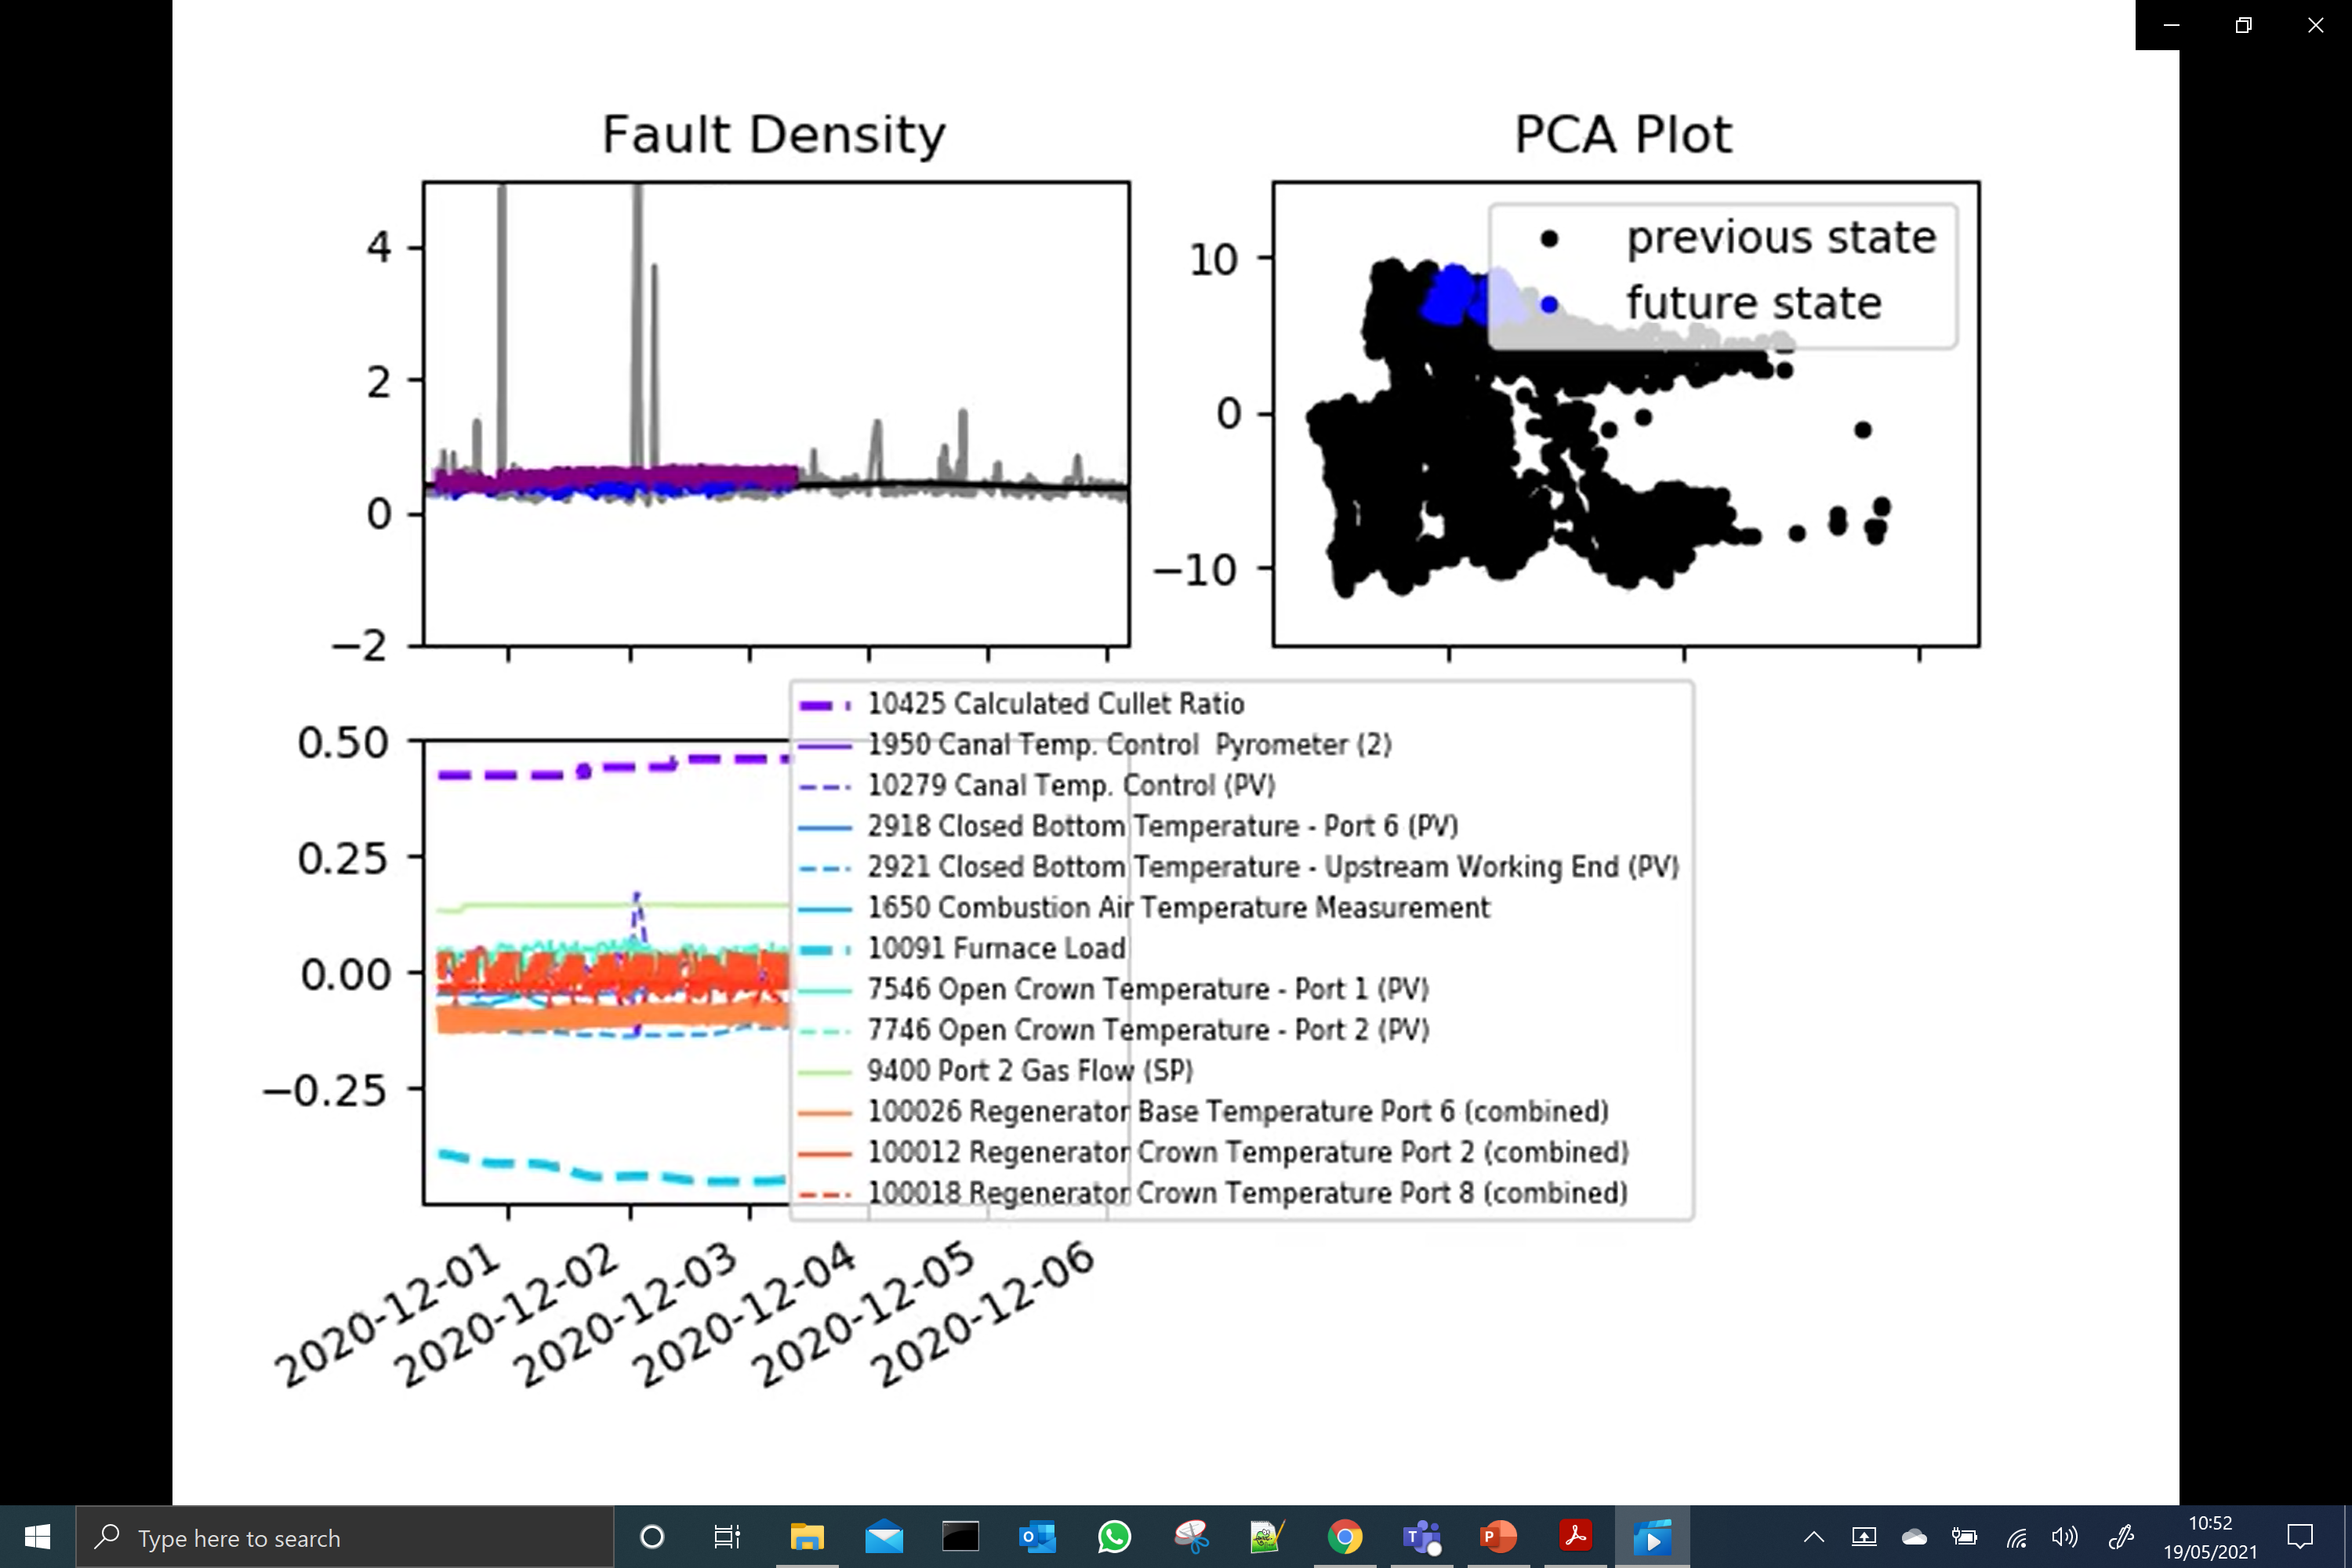 Fault Density
4
2
0
−2
PCA Plot
previous state
future state
10
0
−10
0.50
0.25
0.00
−0.25
10425 Calculated Cullet Ratio
1950 Canal Temp. Control  Pyrometer (2)
10279 Canal Temp. Control (PV)
2918 Closed Bottom Temperature - Port 6 (PV)
2921 Closed Bottom Temperature - Upstream Working End (PV)
1650 Combustion Air Temperature Measurement
10091 Furnace Load
7546 Open Crown Temperature - Port 1 (PV)
7746 Open Crown Temperature - Port 2 (PV)
9400 Port 2 Gas Flow (SP)
100026 Regenerator Base Temperature Port 6 (combined)
100012 Regenerator Crown Temperature Port 2 (combined)
100018 Regenerator Crown Temperature Port 8 (combined)
2020-12-01
2020-12-02
2020-12-03
2020-12-04
2020-12-05
2020-12-06
Type here to search
10:52
19/05/2021